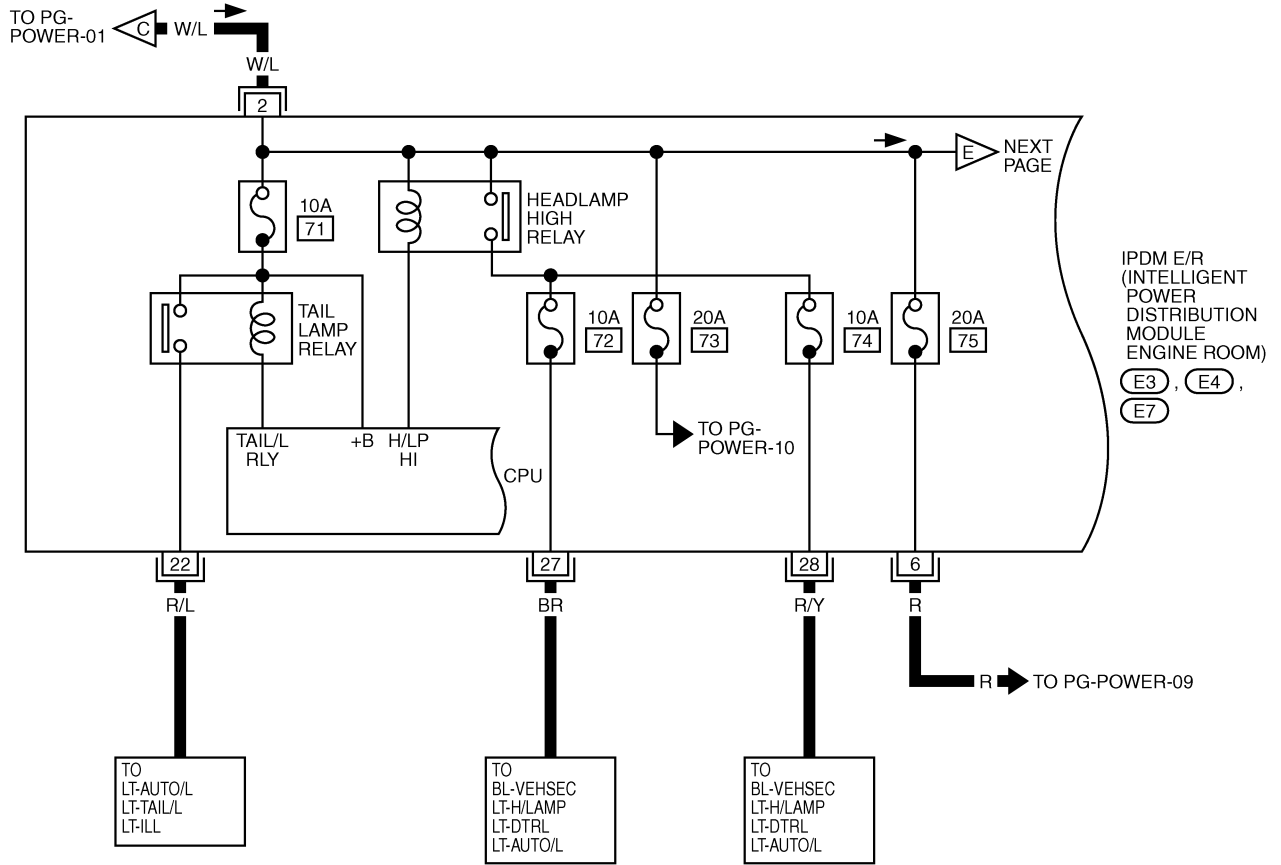 TO PG-
POWER-01
C
W/L
W/L
2
E
NEXT
PAGE
10A
71
HEADLAMP
HIGH
RELAY
TAIL
LAMP
RELAY
10A
72
20A
73
10A
74
20A
75
IPDM E/R
(INTELLIGENT
POWER
DISTRIBUTION
MODULE
ENGINE ROOM)
E3 , E4 ,
E7
TO PG-
POWER-10
TAIL/L
RLY
+B
H/LP
HI
CPU
22
27
28
6
R/L
BR
R/Y
R
R
TO PG-POWER-09
TO
LT-AUTO/L
LT-TAIL/L
LT-ILL
TO
BL-VEHSEC
LT-H/LAMP
LT-DTRL
LT-AUTO/L
TO
BL-VEHSEC
LT-H/LAMP
LT-DTRL
LT-AUTO/L